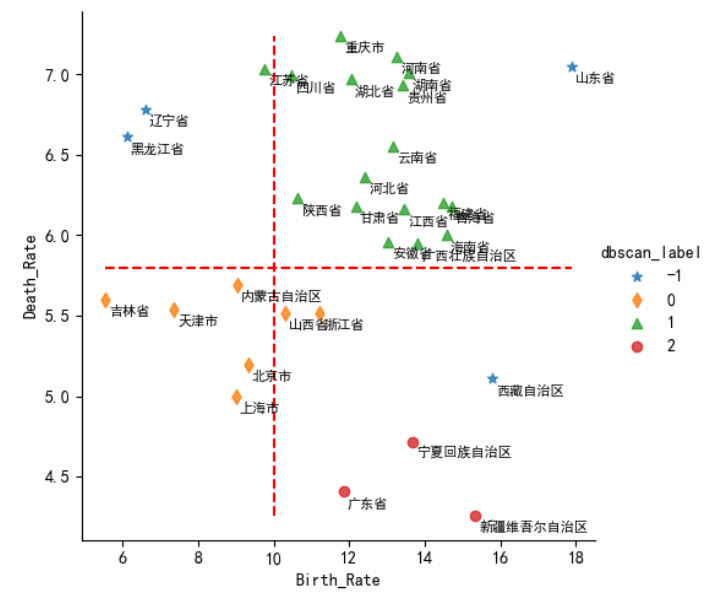 重庆市
河南省
山东省
江苏省
四川省
湖北省
湖南省
贵州省
辽宁省
黑龙江省
云南省
河北省
陕西省
甘肃省
江西省
福建省
青海省
安徽省
广西壮族自治区
海南省
吉林省
天津市
内蒙古自治区
山西省
浙江省
北京市
上海市
西藏自治区
宁夏回族自治区
广东省
新疆维吾尔自治区
7.0
6.5
6.0
5.5
5.0
4.5
Death_Rate
6 8 10 12 14 16 18
Birth_Rate
dbscan_label
-1
0
1
2